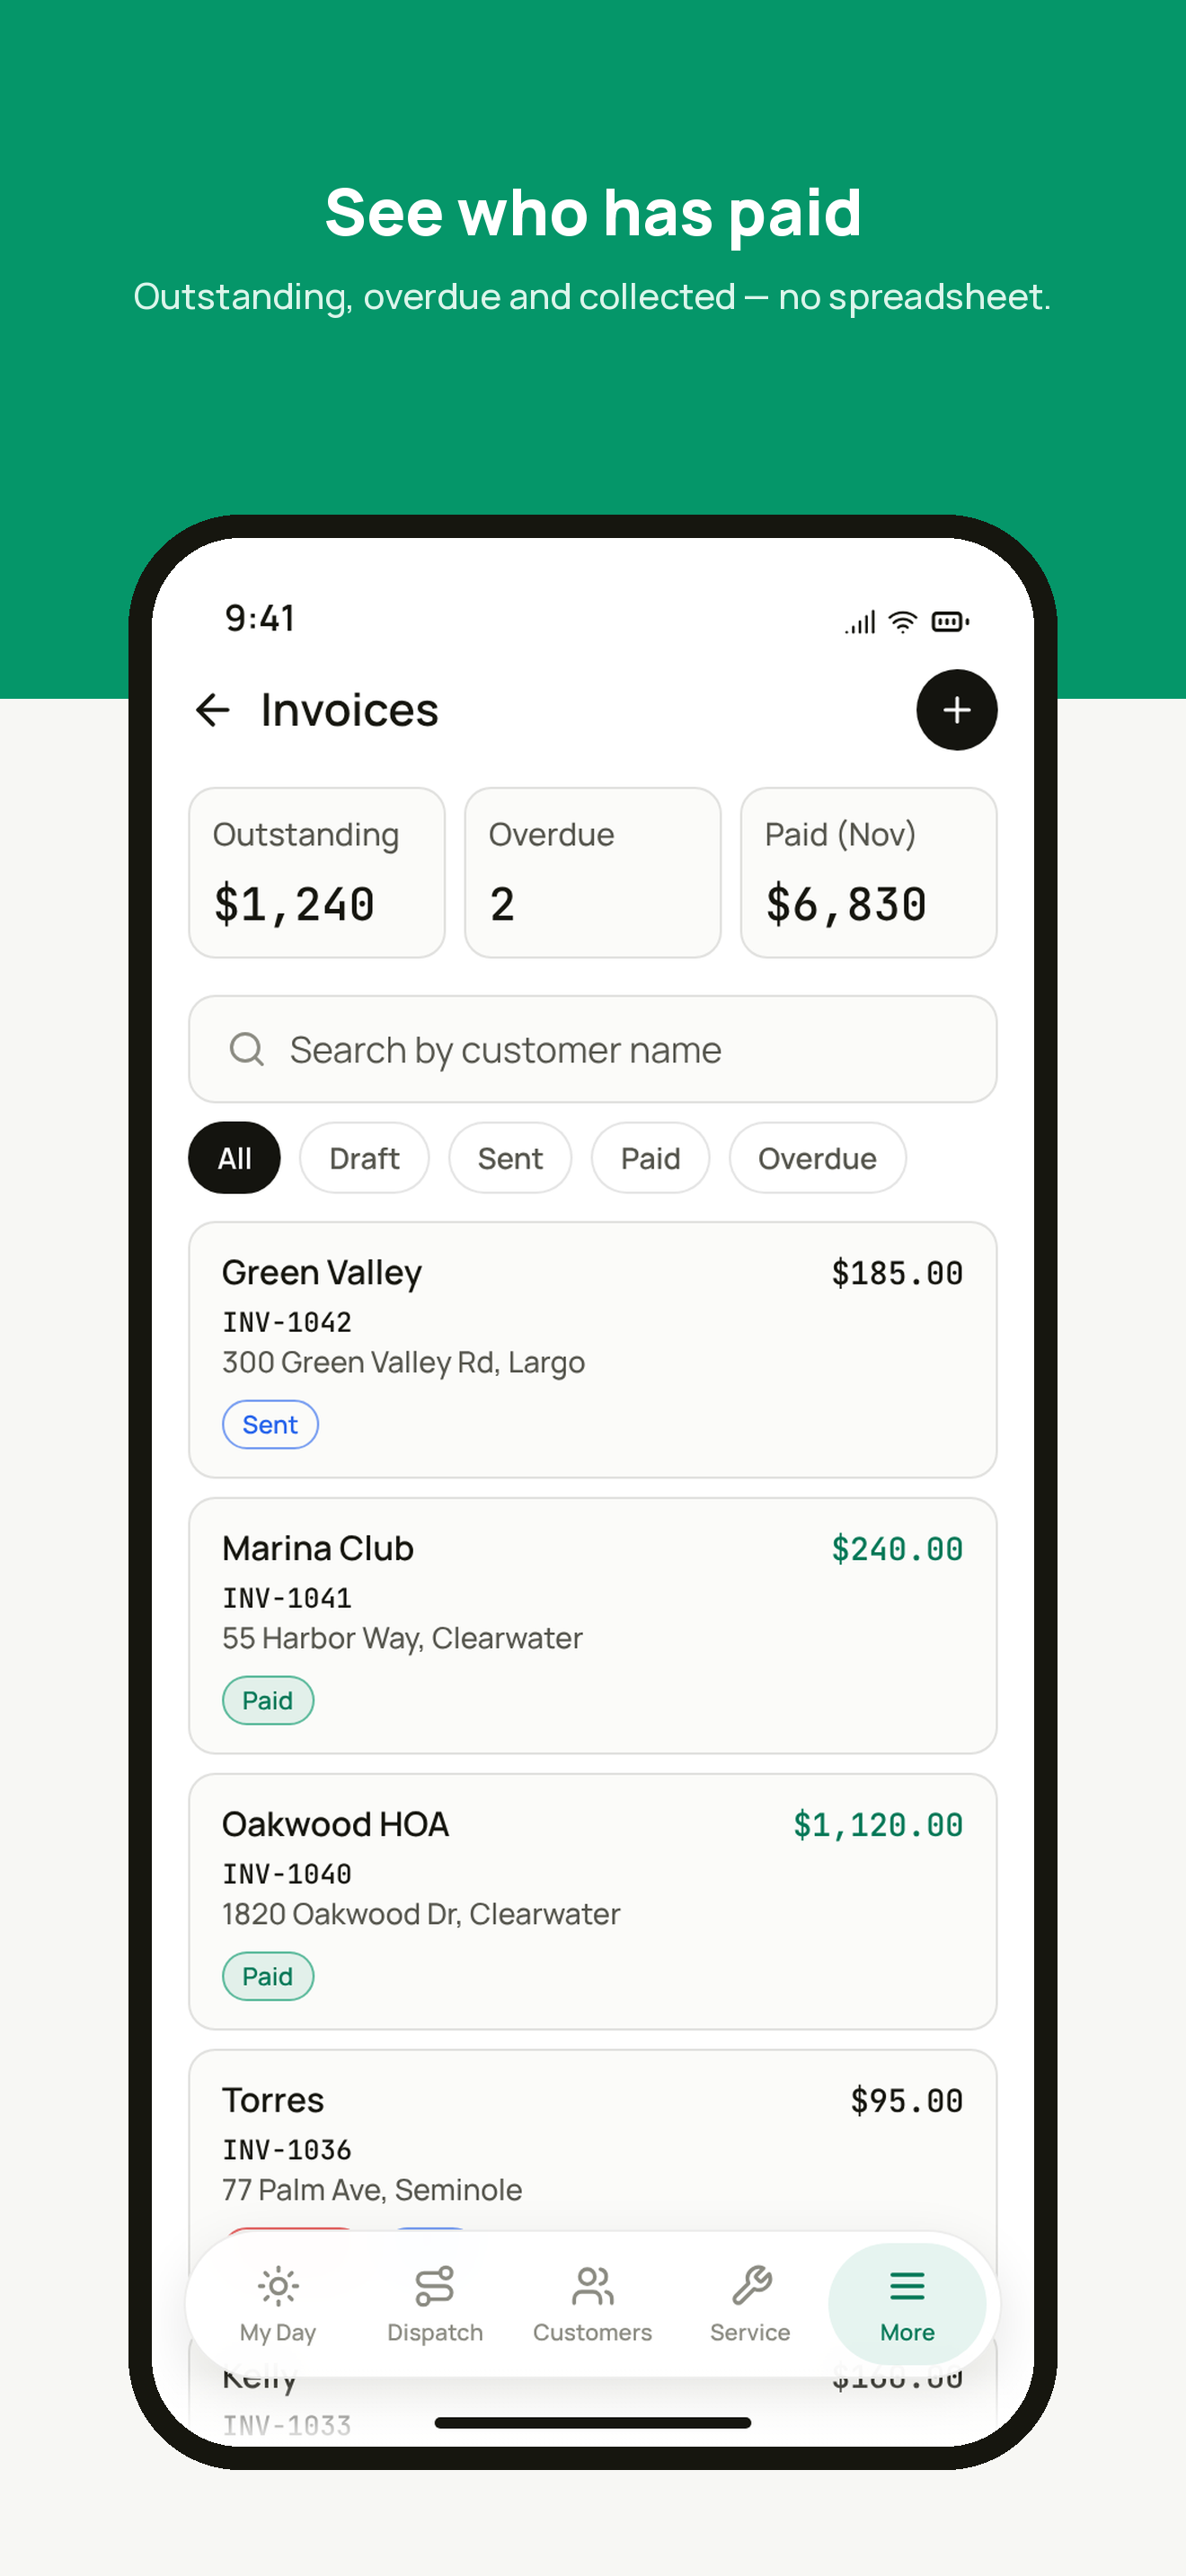 See who has paid
Outstanding, overdue and collected — no spreadsheet.
9:41
Invoices
Outstanding
$1,240
Overdue
2
Paid (Nov)
$6,830
Search by customer name
All
Draft
Sent
Paid
Overdue
Green Valley
$185.00
INV-1042
300 Green Valley Rd, Largo
Sent
Marina Club
$240.00
INV-1041
55 Harbor Way, Clearwater
Paid
Oakwood HOA
$1,120.00
INV-1040
1820 Oakwood Dr, Clearwater
Paid
Torres
$95.00
INV-1036
77 Palm Ave, Seminole
My Day
Dispatch
Customers
Service
More
Kelly
$160.00
INV-1033